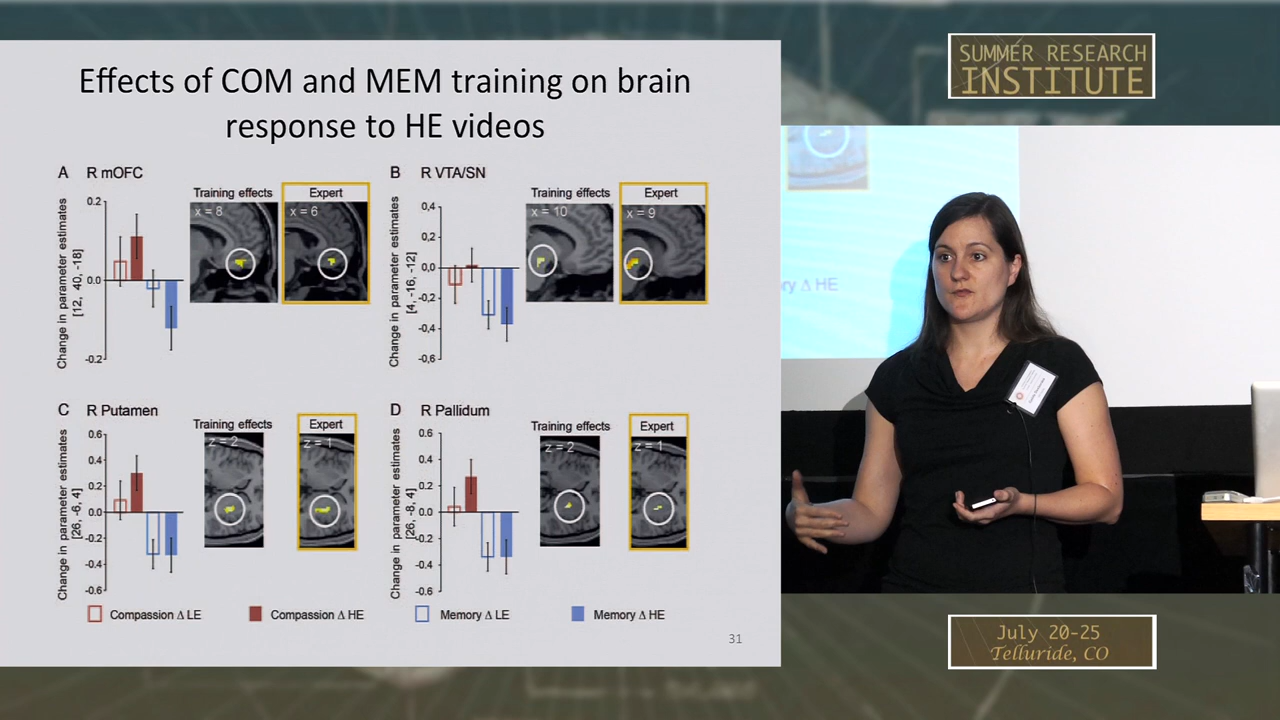 Effects of COM and MEM training on brain
response to HE videos
A R mOFC
Change in parameter estimates
[12, 40, -18]
0.2
0.0
-0.2
Training effects
x = 8
Expert
x = 6
B R VTA/SN
Change in parameter estimates
[4, -16, -12]
0,4
0,2
0,0
-0,2
-0,4
-0,6
Training effects
x = 10
Expert
x = 9
C R Putamen
Change in parameter estimates
[26, -6, 4]
0.6
0.4
0.2
0.0
-0.2
-0.4
-0.6
Training effects
z = 2
Expert
z = 1
D R Pallidum
Change in parameter estimates
[26, -8, 4]
0.6
0.4
0.2
0.0
-0.2
-0.4
-0.6
Training effects
z = 2
Expert
z = 1
Compassion Δ LE Compassion Δ HE Memory Δ LE Memory Δ HE
31
SUMMER RESEARCH
INSTITUTE
ry Δ HE
July 20-25
Telluride, CO